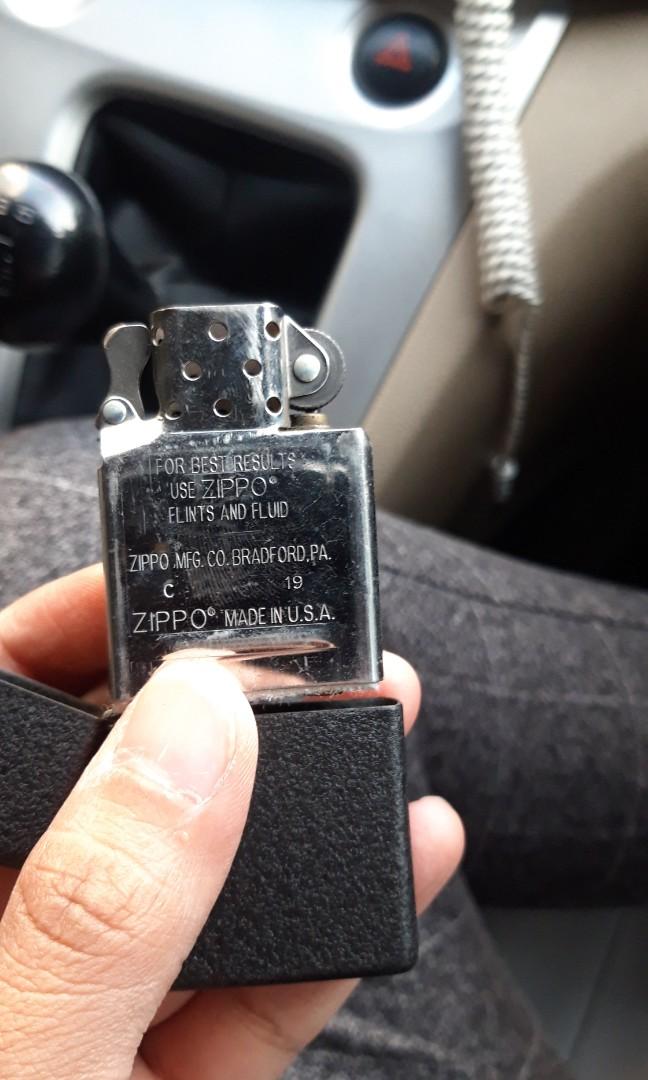 FOR BEST RESULTS
USE ZIPPO®
FLINTS AND FLUID
ZIPPO MFG. CO. BRADFORD, PA.
C 19
ZIPPO® MADE IN U.S.A.